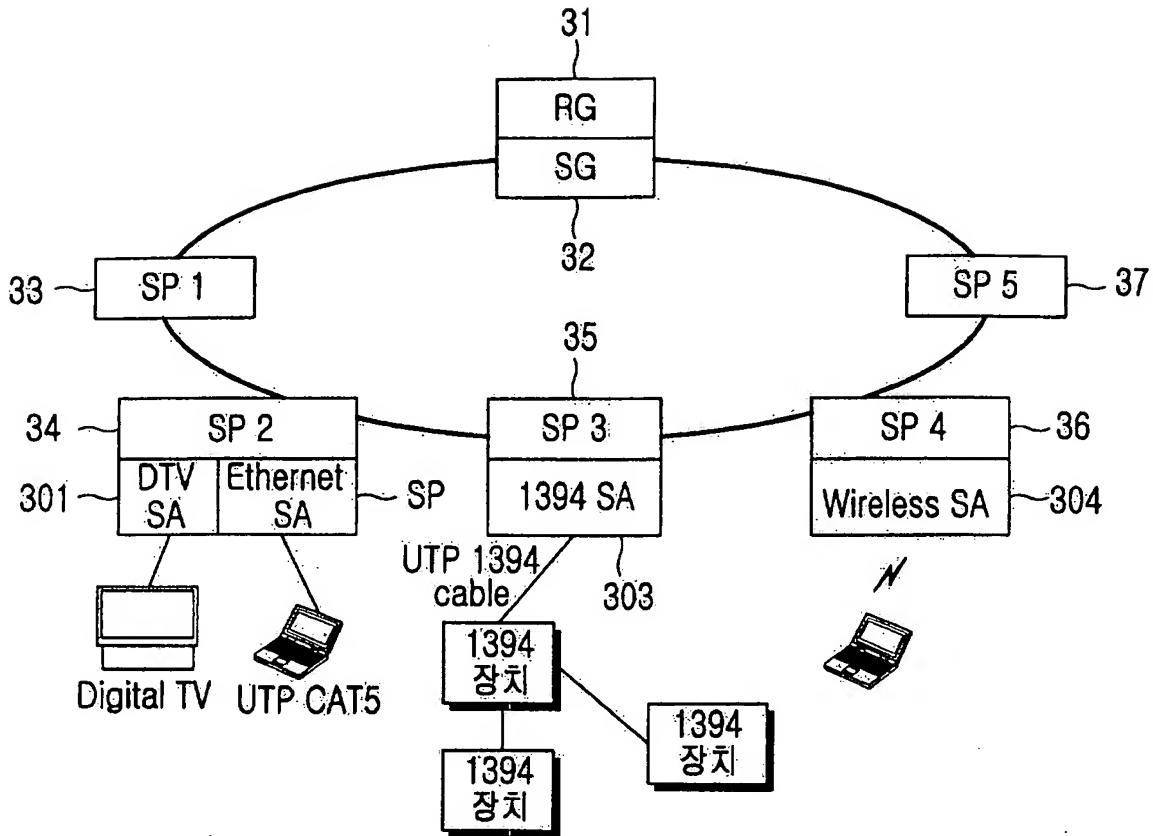 31
RG
SG
32
33
SP 1
SP 5
37
35
34
SP 2
SP 3
SP 4
36
301
DTV
SA
Ethernet
SA
SP
1394 SA
Wireless SA
304
UTP 1394
cable
303
Digital TV
UTP CAT5
1394
장치
1394
장치
1394
장치